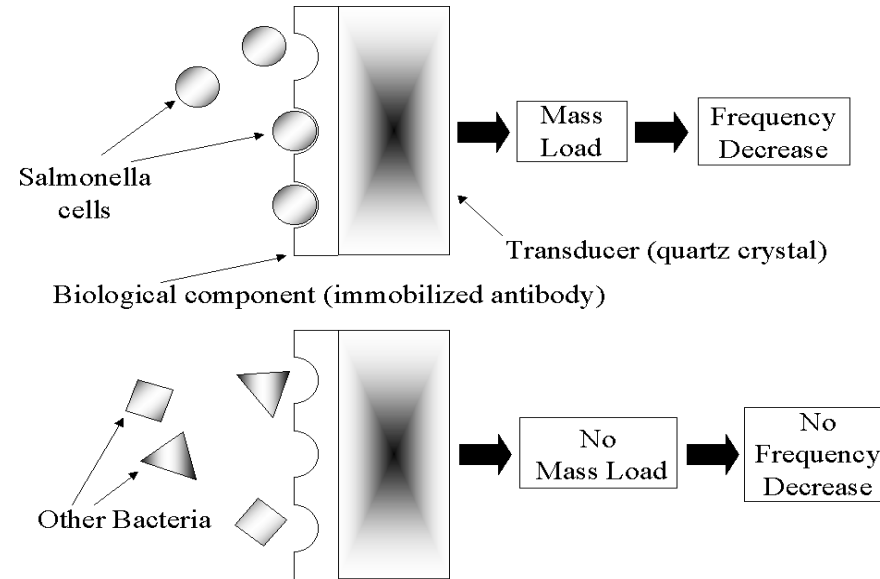 Mass
Load
Frequency
Decrease
Salmonella
cells
Transducer (quartz crystal)
Biological component (immobilized antibody)
No
Mass Load
No
Frequency
Decrease
Other Bacteria